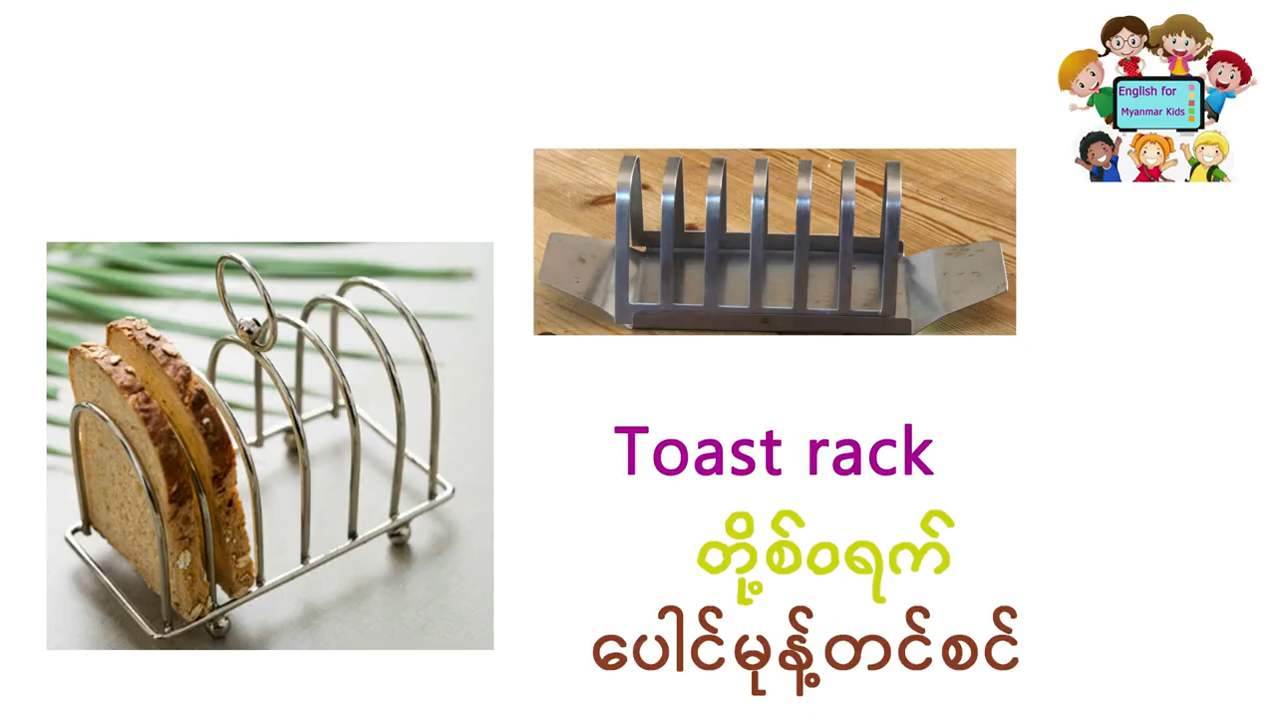 English for
Myanmar Kids
Toast rack
တို့စ်ဝရက်
ပေါင်မုန့်တင်စင်